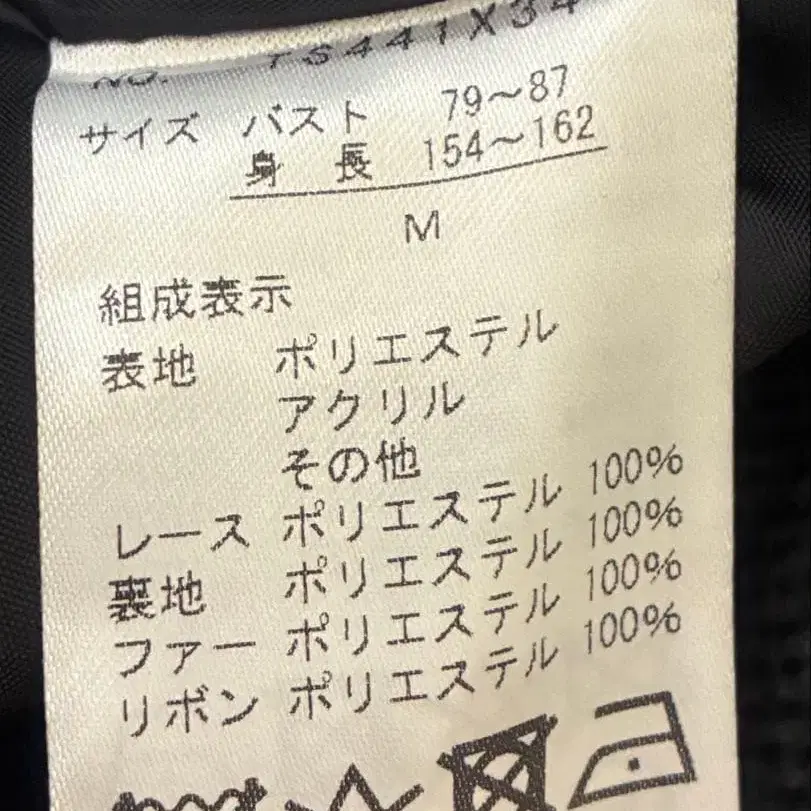 No. TS441X34
サイズ バスト 79～87
身 長 154～162
M
組成表示
表地 ポリエステル
アクリル
その他
レース ポリエステル 100%
裏地 ポリエステル 100%
ファー ポリエステル 100%
リボン ポリエステル 100%